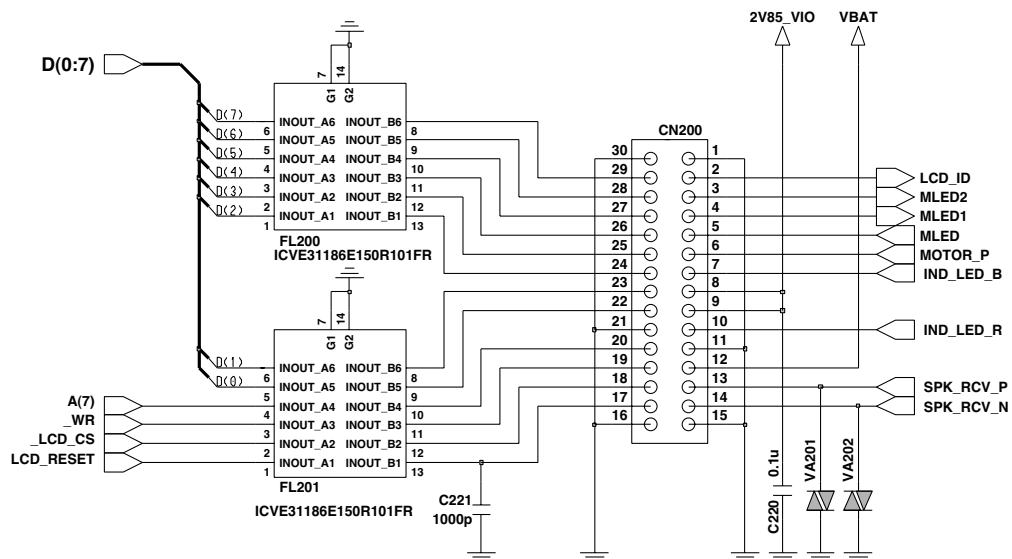 2V85_VIO VBAT
D(0:7)
7 14
G1 G2
D(7) INOUT_A6 INOUT_B6
D(6) 6 INOUT_A5 INOUT_B5 8
D(5) 5 INOUT_A4 INOUT_B4 9
D(4) 4 INOUT_A3 INOUT_B3 10
D(3) 3 INOUT_A2 INOUT_B2 11
D(2) 2 INOUT_A1 INOUT_B1 12
1 13
FL200
ICVE31186E150R101FR
7 14
G1 G2
D(1) INOUT_A6 INOUT_B6
D(0) 6 INOUT_A5 INOUT_B5 8
A(7) 5 INOUT_A4 INOUT_B4 9
_WR 4 INOUT_A3 INOUT_B3 10
_LCD_CS 3 INOUT_A2 INOUT_B2 11
LCD_RESET 2 INOUT_A1 INOUT_B1 12
1 13
FL201
ICVE31186E150R101FR
C221
1000p
CN200
30 1
29 2 LCD_ID
28 3 MLED2
27 4 MLED1
26 5 MLED
25 6 MOTOR_P
24 7 IND_LED_B
23 8
22 9
21 10 IND_LED_R
20 11
19 12
18 13 SPK_RCV_P
17 14 SPK_RCV_N
16 15
C220 0.1u
VA201
VA202